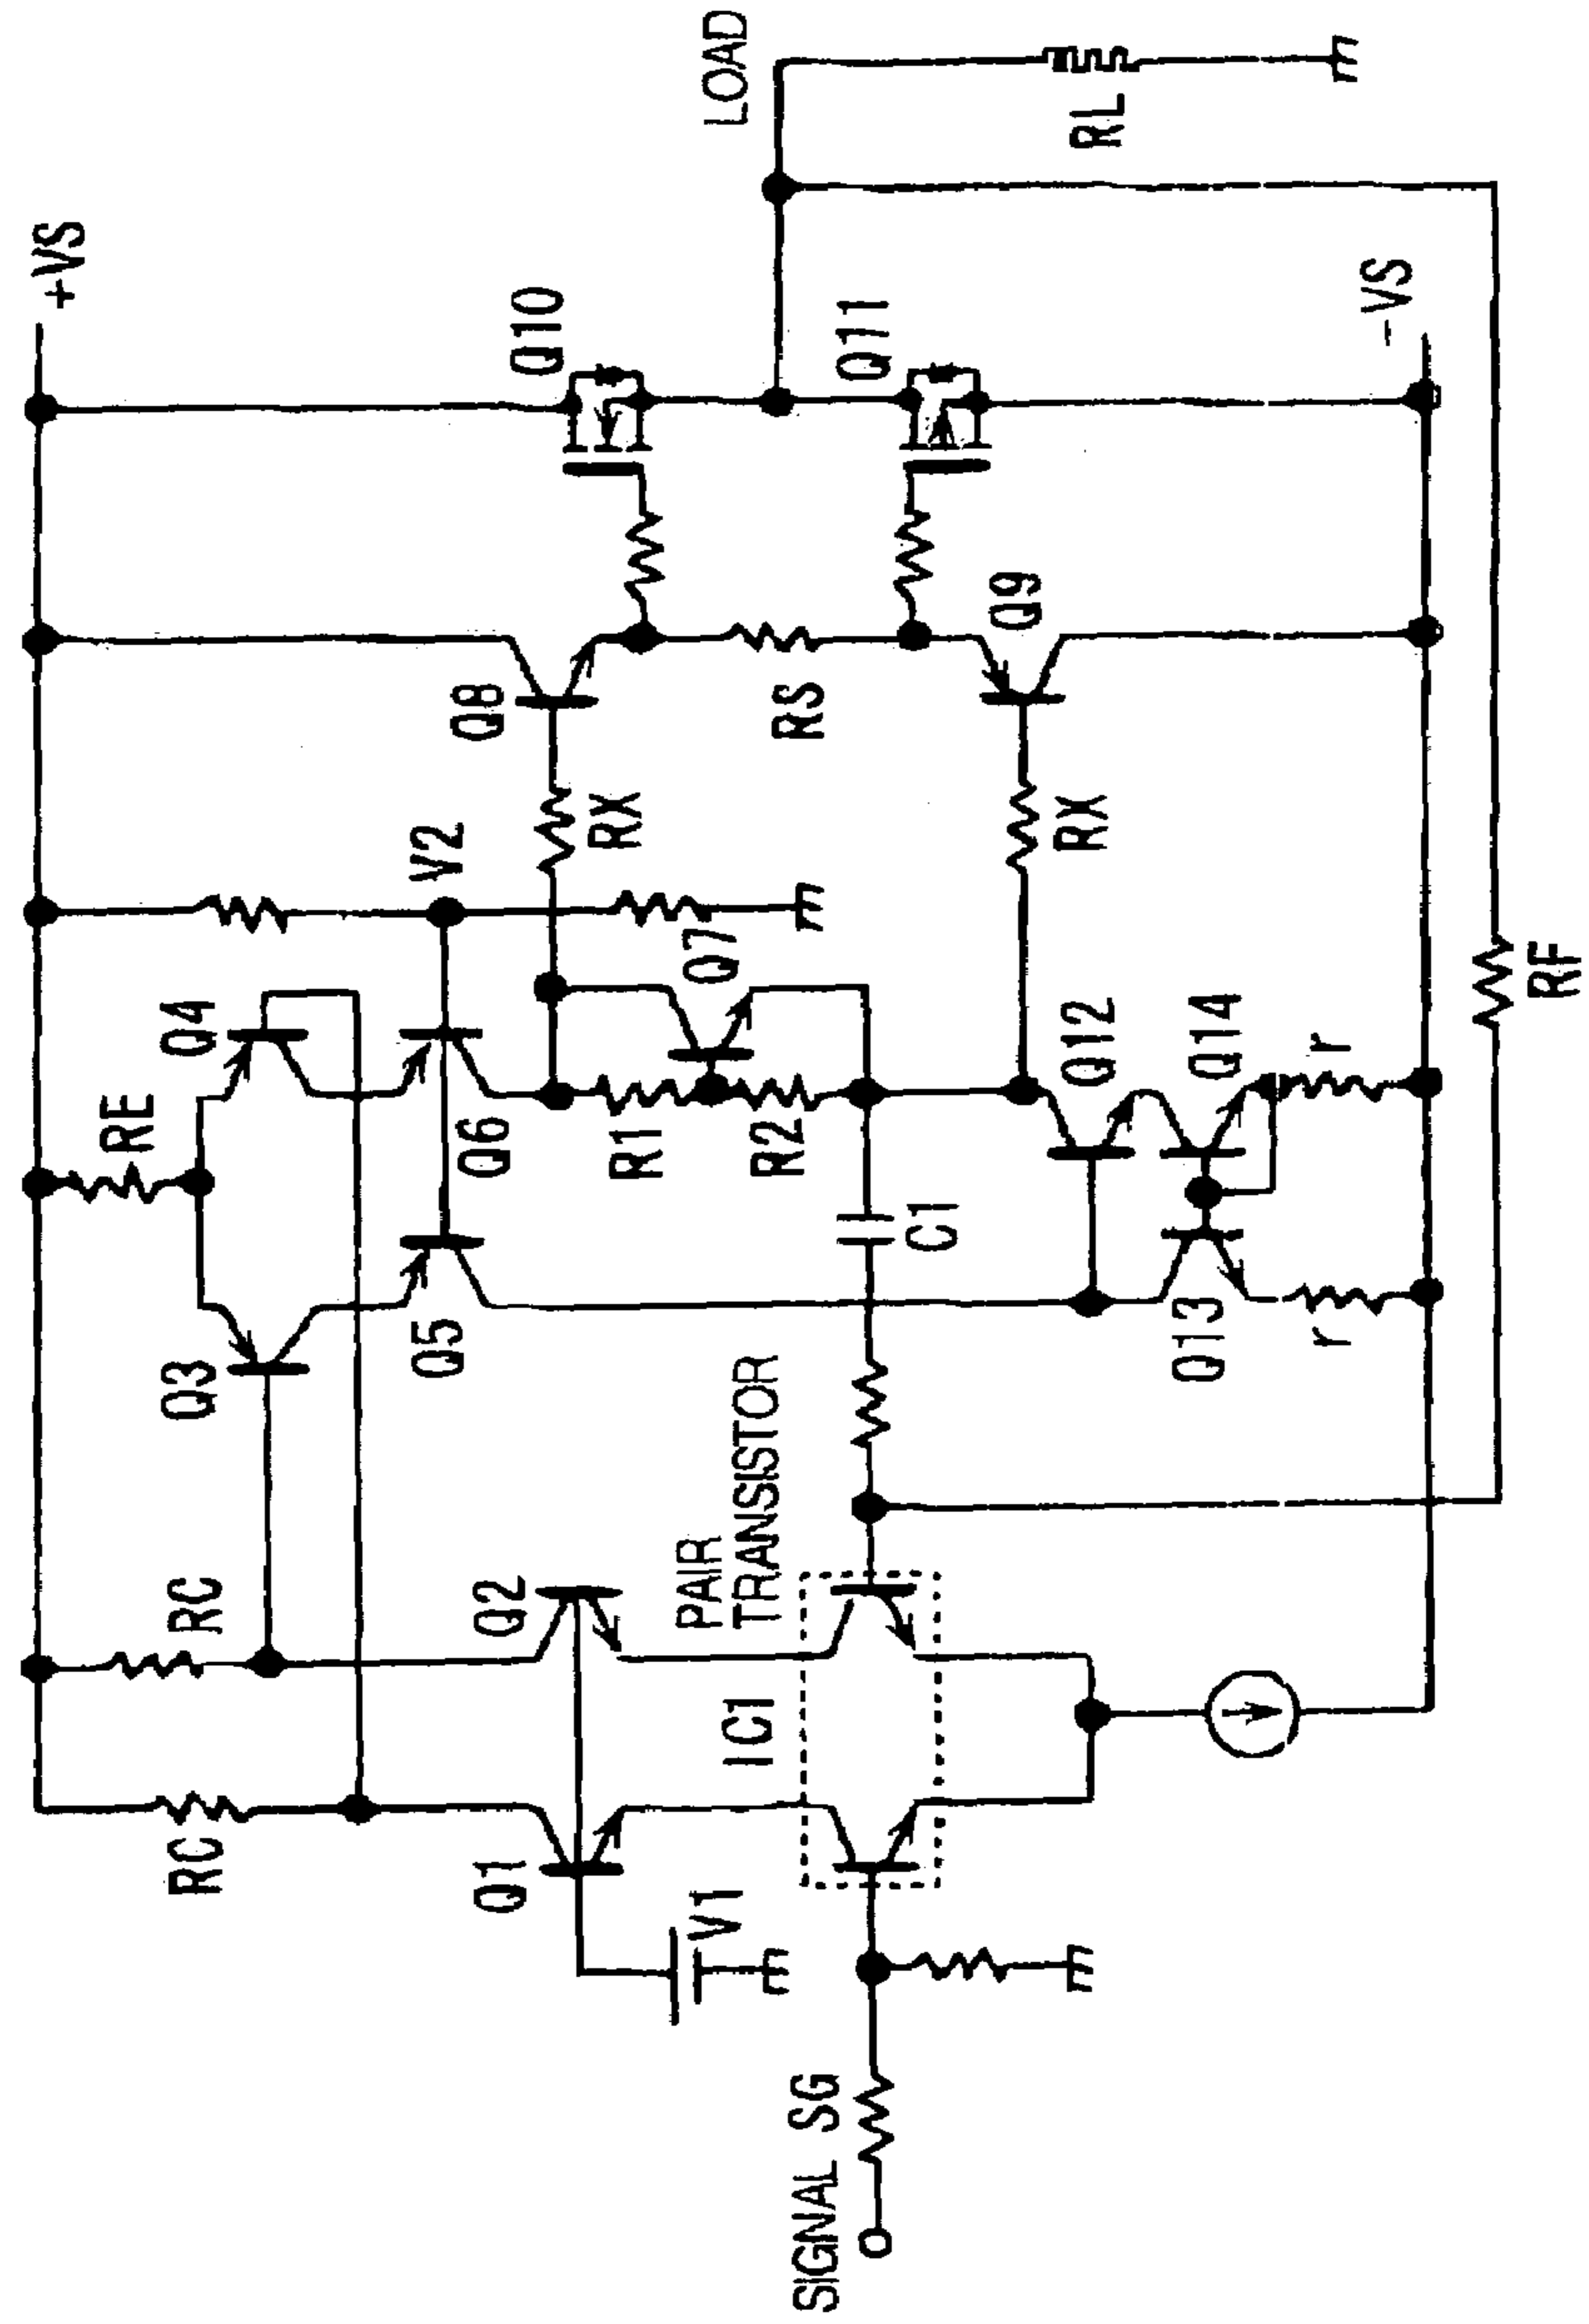 +VS
RC
RC
RE
Q3
Q4
V2
Q5
Q6
Q1
Q2
V1
Q8
RX
Q10
LOAD
R1
Q7
R2
RS
RL
IC1
PAIR
TRANSISTOR
C1
Q11
SIGNAL SG
Q9
RX
Q12
Q13
Q14
r
r
-VS
RF